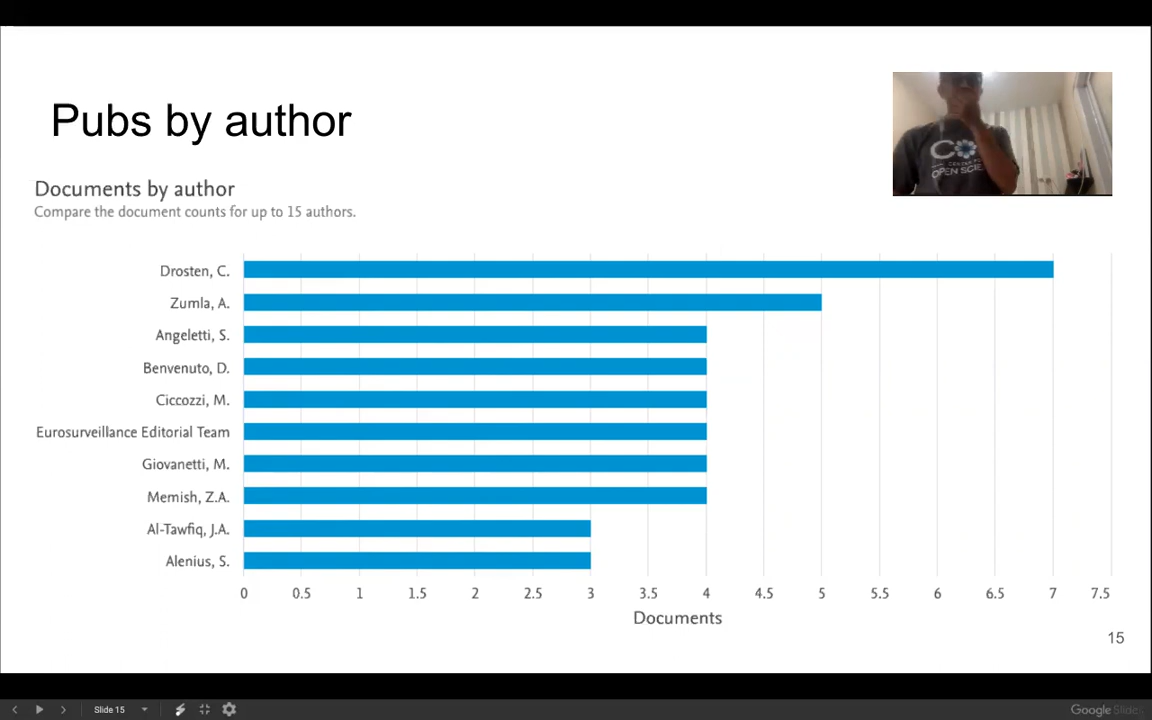 Pubs by author
Documents by author
Compare the document counts for up to 15 authors.
CENTER
OPEN SCIE
Drosten, C.
Zumla, A.
Angeletti, S.
Benvenuto, D.
Ciccozzi, M.
Eurosurveillance Editorial Team
Giovanetti, M.
Memish, Z.A.
Al-Tawfiq, J.A.
Alenius, S.
0 0.5 1 1.5 2 2.5 3 3.5 4 4.5 5 5.5 6 6.5 7 7.5
Documents
15
Slide 15
Google Slides